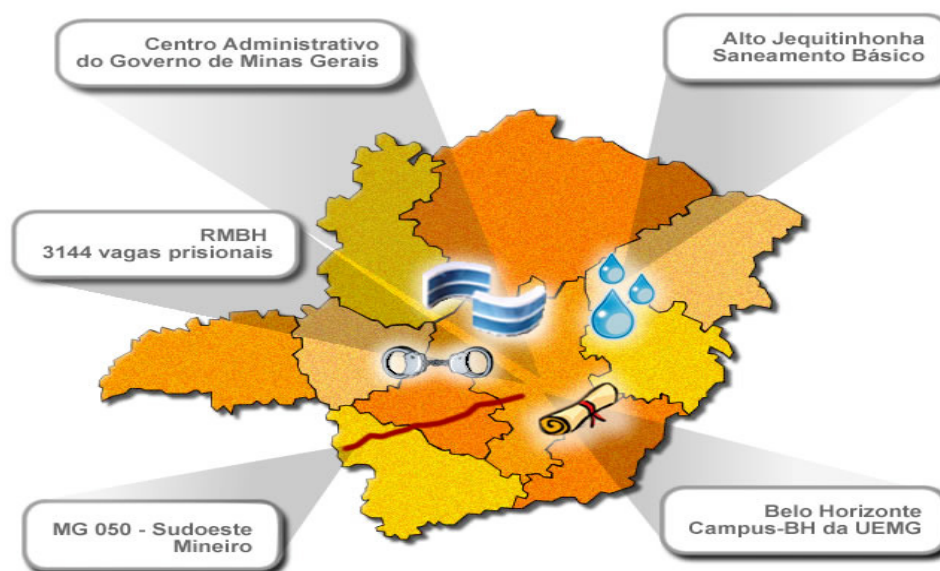 Centro Administrativo
do Governo de Minas Gerais
Alto Jequitinhonha
Saneamento Básico
RMBH
3144 vagas prisionais
MG 050 - Sudoeste
Mineiro
Belo Horizonte
Campus-BH da UEMG